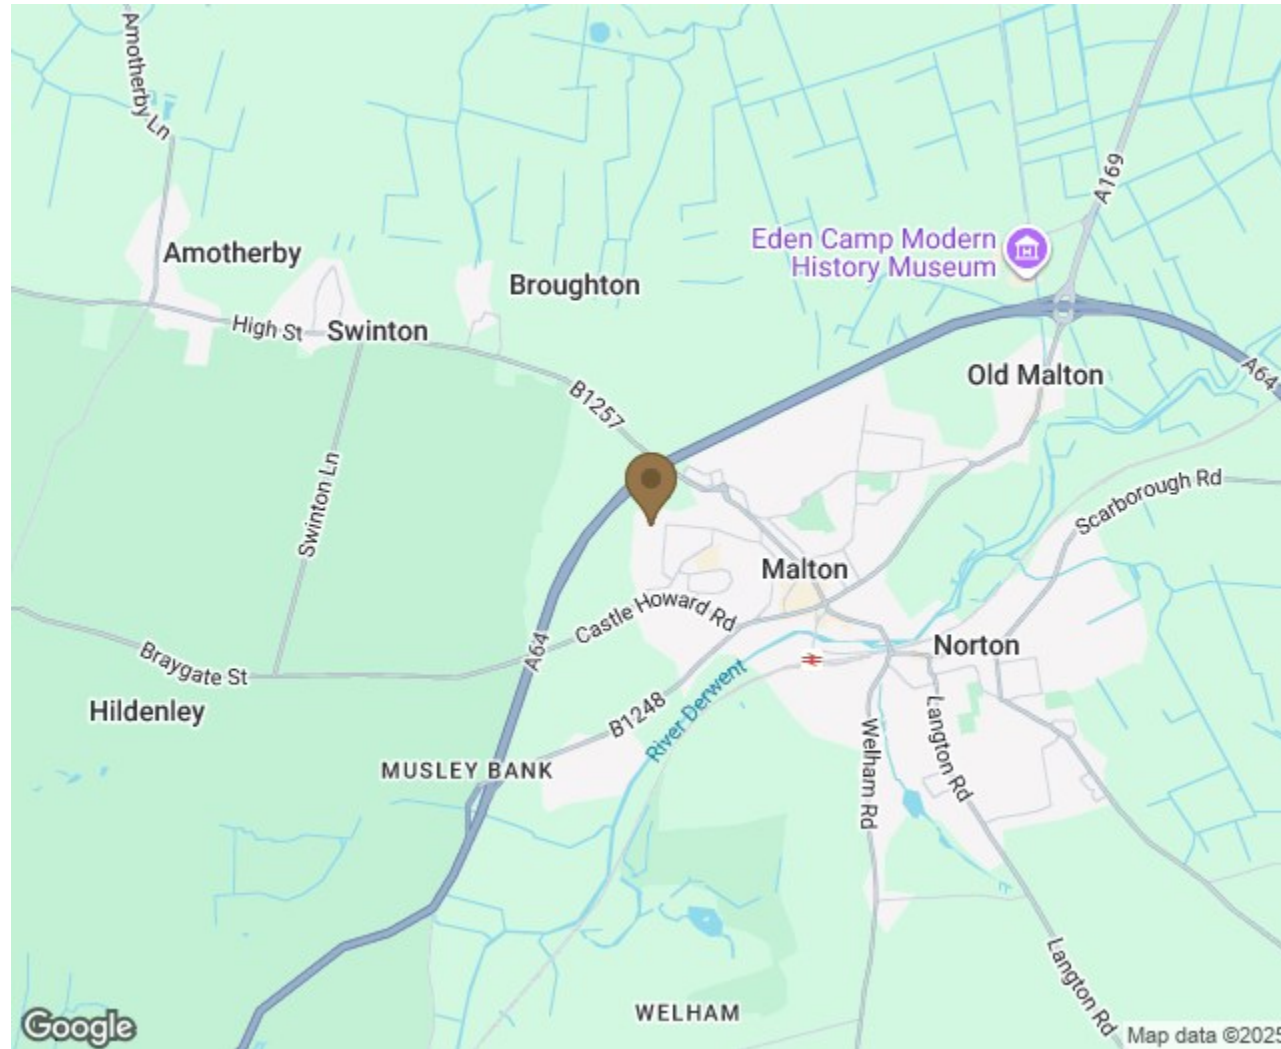 Amotherby Ln
A169
Eden Camp Modern
History Museum
Amotherby
Broughton
High St
Swinton
Old Malton
A64
B1257
Swinton Ln
Scarborough Rd
Malton
Castle Howard Rd
A64
Norton
Braygate St
Hildenley
B1248
River Derwent
Langton Rd
Welham Rd
MUSLEY BANK
Langton Rd
WELHAM
Google
Map data ©2025